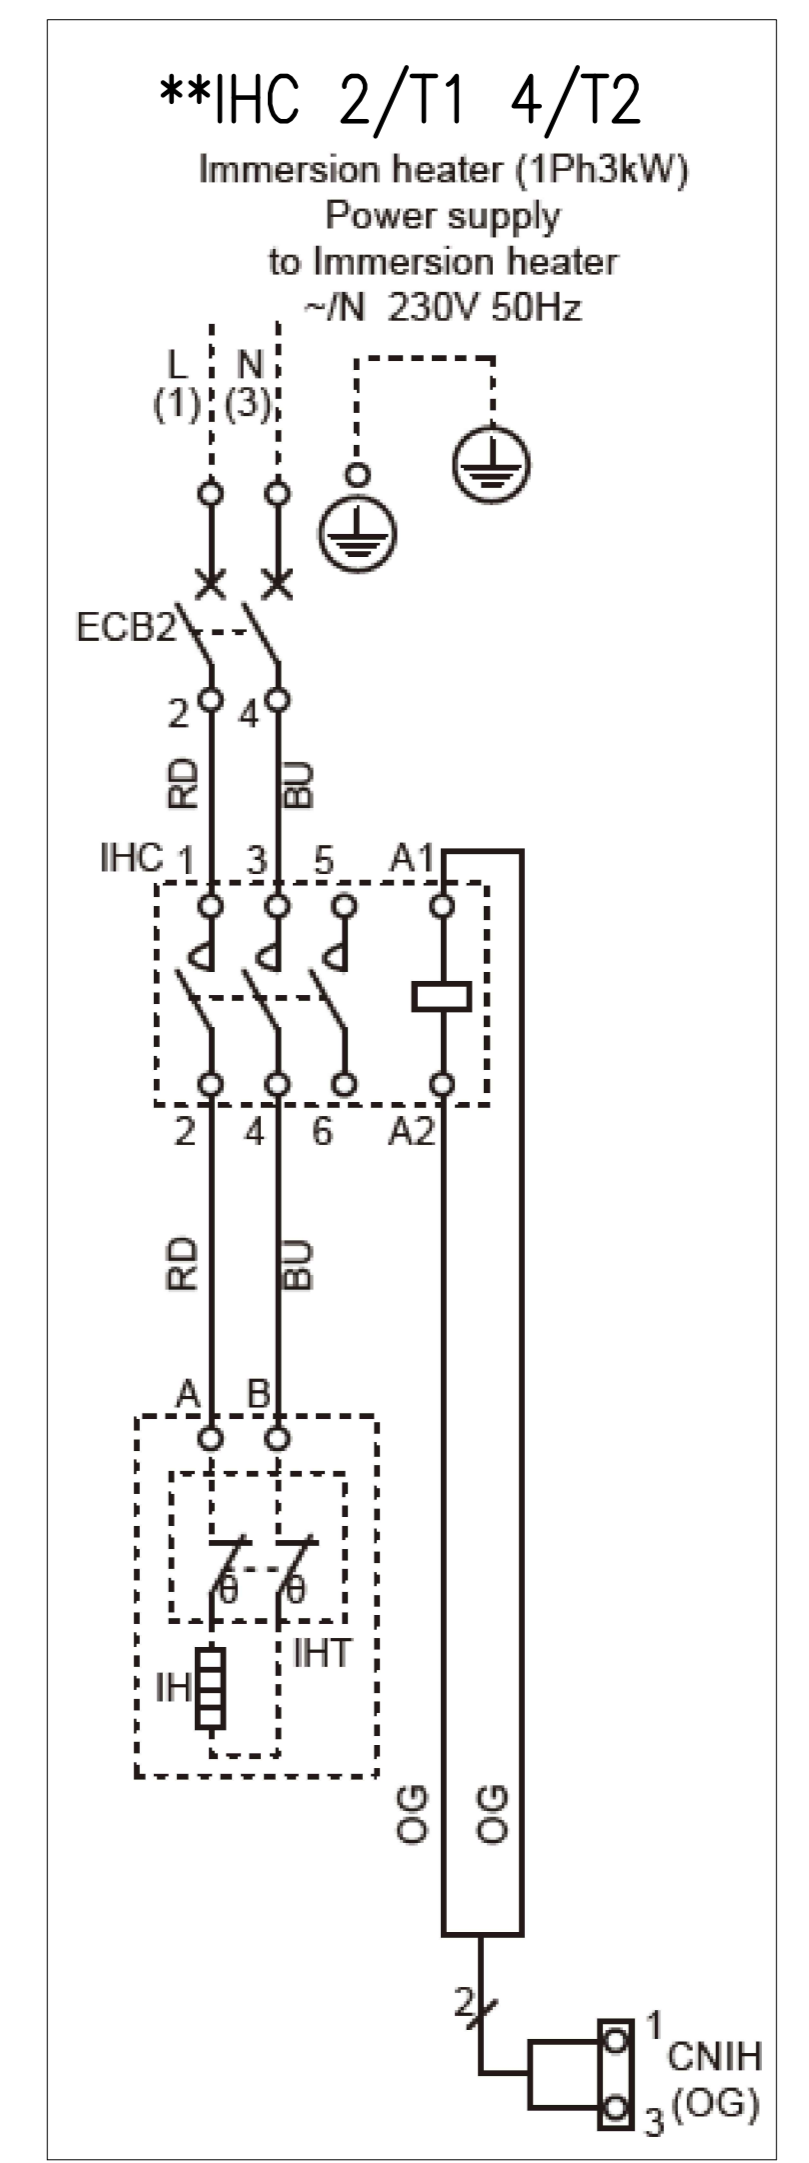 **IHC 2/T1 4/T2
Immersion heater (1Ph3kW)
Power supply
to Immersion heater
~/N 230V 50Hz
L N
(1) (3)
ECB2
2 4
RD BU
IHC 1 3 5 A1
2 4 6 A2
RD BU
A B
θ θ
IHT
IH
OG OG
2
1
CNIH
(OG)
3